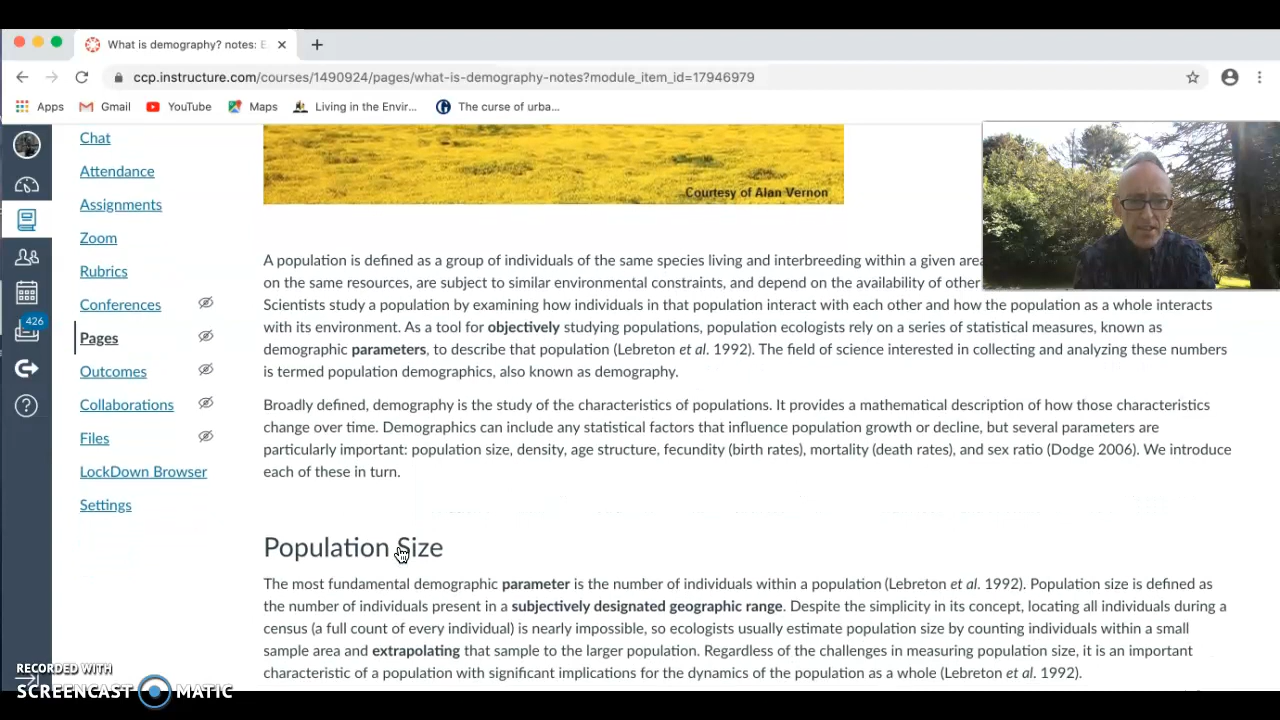 What is demography? notes: E
ccp.instructure.com/courses/1490924/pages/what-is-demography-notes?module_item_id=17946979
Apps Gmail YouTube Maps Living in the Envir... The curse of urba...
Chat
Attendance
Assignments
Zoom
Rubrics
Conferences
Pages
Outcomes
Collaborations
Files
LockDown Browser
Settings
426
Courtesy of Alan Vernon
A population is defined as a group of individuals of the same species living and interbreeding within a given area
on the same resources, are subject to similar environmental constraints, and depend on the availability of other
Scientists study a population by examining how individuals in that population interact with each other and how the population as a whole interacts
with its environment. As a tool for objectively studying populations, population ecologists rely on a series of statistical measures, known as
demographic parameters, to describe that population (Lebreton et al. 1992). The field of science interested in collecting and analyzing these numbers
is termed population demographics, also known as demography.
Broadly defined, demography is the study of the characteristics of populations. It provides a mathematical description of how those characteristics
change over time. Demographics can include any statistical factors that influence population growth or decline, but several parameters are
particularly important: population size, density, age structure, fecundity (birth rates), mortality (death rates), and sex ratio (Dodge 2006). We introduce
each of these in turn.
Population Size
The most fundamental demographic parameter is the number of individuals within a population (Lebreton et al. 1992). Population size is defined as
the number of individuals present in a subjectively designated geographic range. Despite the simplicity in its concept, locating all individuals during a
census (a full count of every individual) is nearly impossible, so ecologists usually estimate population size by counting individuals within a small
sample area and extrapolating that sample to the larger population. Regardless of the challenges in measuring population size, it is an important
characteristic of a population with significant implications for the dynamics of the population as a whole (Lebreton et al. 1992).
RECORDED WITH
SCREENCAST MATIC